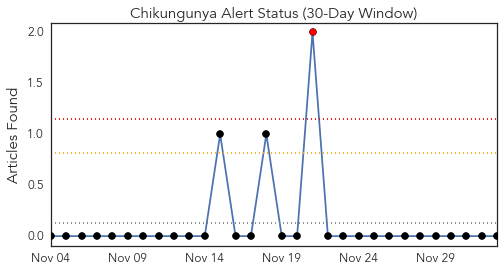 Chikungunya Alert Status (30-Day Window)
Articles Found
2.0
1.5
1.0
0.5
0.0
Nov 04 Nov 09 Nov 14 Nov 19 Nov 24 Nov 29